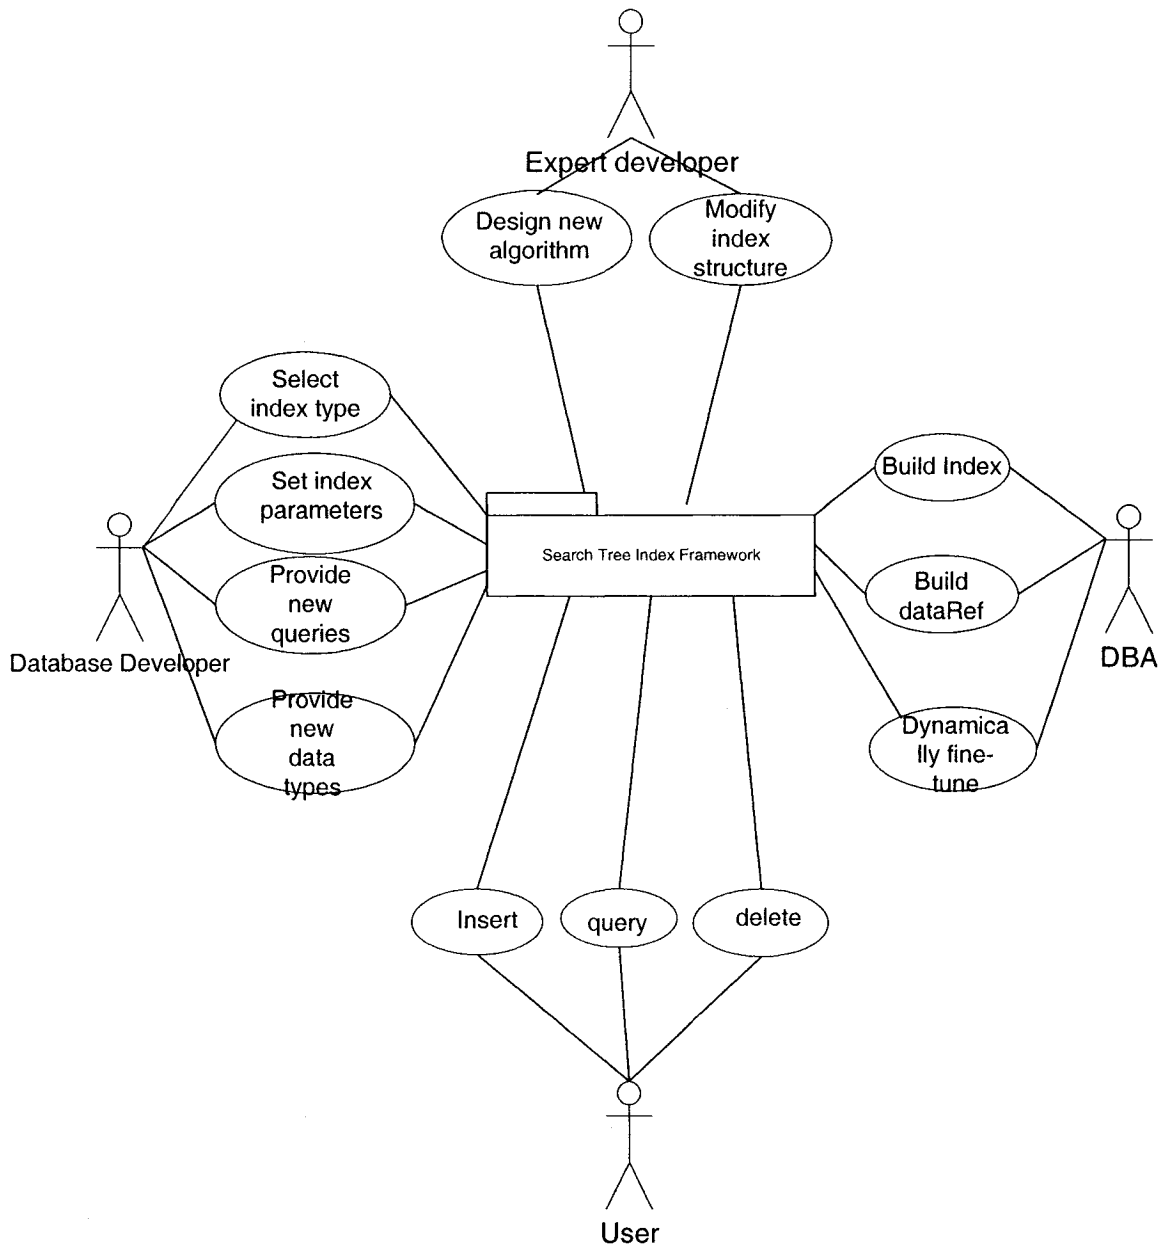 Expert developer
Design new
algorithm
Modify
index
structure
Select
index type
Set index
parameters
Provide
new
queries
Database Developer
Provide
new
data
types
Search Tree Index Framework
Build Index
Build
dataRef
DBA
Dynamica
lly fine-
tune
Insert
query
delete
User